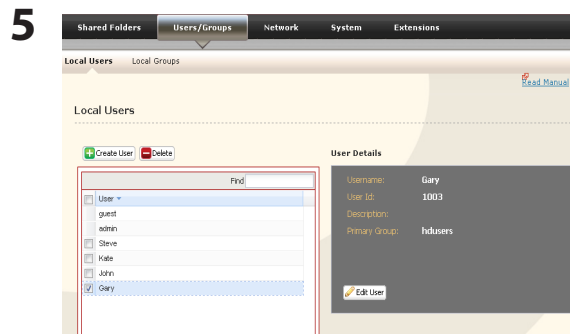 5
Shared Folders Users/Groups Network System Extensions
Local Users Local Groups
Read Manual
Local Users
Create User Delete
User Details
Find
User
guest
admin
Steve
Kate
John
Gary
Username: Gary
User Id: 1003
Description:
Primary Group: hdusers
Edit User